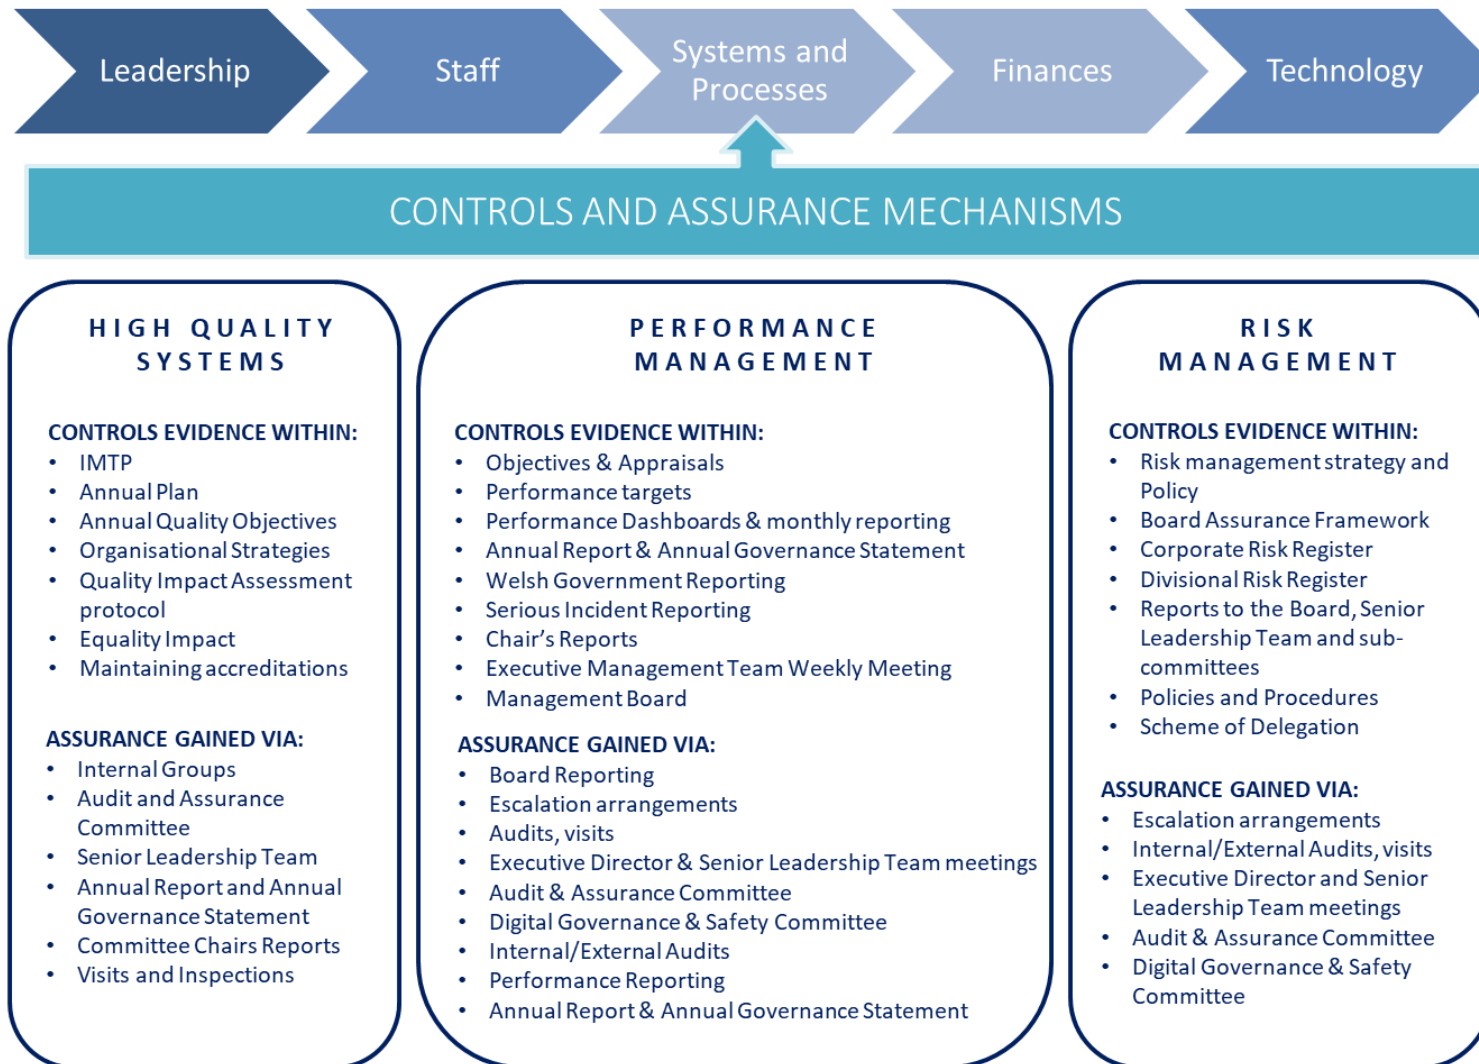 Leadership
Staff
Systems and
Processes
Finances
Technology
CONTROLS AND ASSURANCE MECHANISMS
HIGH QUALITY
SYSTEMS
CONTROLS EVIDENCE WITHIN:
• IMTP
• Annual Plan
• Annual Quality Objectives
• Organisational Strategies
• Quality Impact Assessment
protocol
• Equality Impact
• Maintaining accreditations
ASSURANCE GAINED VIA:
• Internal Groups
• Audit and Assurance
Committee
• Senior Leadership Team
• Annual Report and Annual
Governance Statement
• Committee Chairs Reports
• Visits and Inspections
PERFORMANCE
MANAGEMENT
CONTROLS EVIDENCE WITHIN:
• Objectives & Appraisals
• Performance targets
• Performance Dashboards & monthly reporting
• Annual Report & Annual Governance Statement
• Welsh Government Reporting
• Serious Incident Reporting
• Chair's Reports
• Executive Management Team Weekly Meeting
• Management Board
ASSURANCE GAINED VIA:
• Board Reporting
• Escalation arrangements
• Audits, visits
• Executive Director & Senior Leadership Team meetings
• Audit & Assurance Committee
• Digital Governance & Safety Committee
• Internal/External Audits
• Performance Reporting
• Annual Report & Annual Governance Statement
RISK
MANAGEMENT
CONTROLS EVIDENCE WITHIN:
• Risk management strategy and
Policy
• Board Assurance Framework
• Corporate Risk Register
• Divisional Risk Register
• Reports to the Board, Senior
Leadership Team and sub-
committees
• Policies and Procedures
• Scheme of Delegation
ASSURANCE GAINED VIA:
• Escalation arrangements
• Internal/External Audits, visits
• Executive Director and Senior
Leadership Team meetings
• Audit & Assurance Committee
• Digital Governance & Safety
Committee